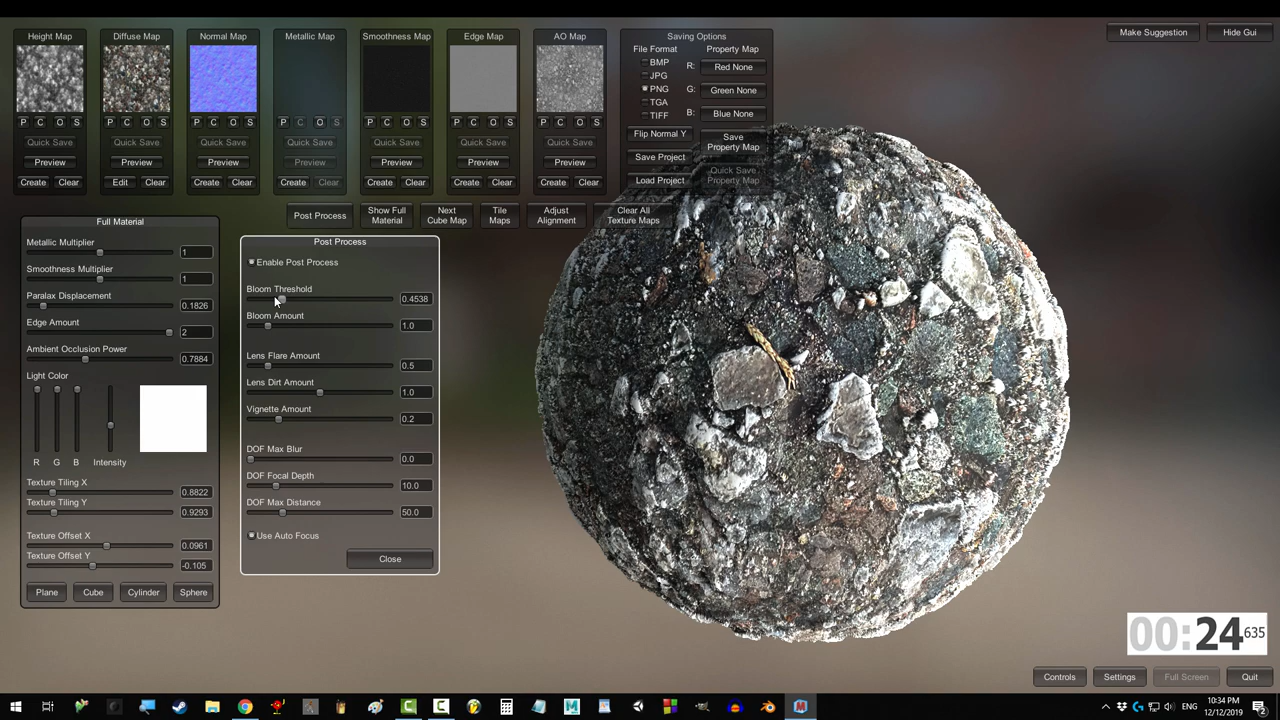 Height Map
Diffuse Map
Normal Map
Metallic Map
Smoothness Map
Edge Map
AO Map
P C O S
P C O S
P C O S
P C O S
P C O S
P C O S
P C O S
Quick Save
Quick Save
Quick Save
Quick Save
Quick Save
Quick Save
Quick Save
Preview
Preview
Preview
Preview
Preview
Preview
Preview
Create Clear
Edit Clear
Create Clear
Create Clear
Create Clear
Create Clear
Create Clear
Saving Options
File Format
BMP
JPG
PNG
TGA
TIFF
Property Map
R: Red None
G: Green None
B: Blue None
Flip Normal Y
Save Project
Load Project
Save
Property Map
Quick Save
Property Map
Make Suggestion
Hide Gui
Post Process
Show Full
Material
Next
Cube Map
Tile
Maps
Adjust
Alignment
Clear All
Texture Maps
Full Material
Metallic Multiplier
1
Smoothness Multiplier
1
Paralax Displacement
0.1826
Edge Amount
2
Ambient Occlusion Power
0.7884
Light Color
R G B Intensity
Texture Tiling X
0.8822
Texture Tiling Y
0.9293
Texture Offset X
0.0961
Texture Offset Y
-0.105
Plane
Cube
Cylinder
Sphere
Post Process
Enable Post Process
Bloom Threshold
0.4538
Bloom Amount
1.0
Lens Flare Amount
0.5
Lens Dirt Amount
1.0
Vignette Amount
0.2
DOF Max Blur
0.0
DOF Focal Depth
10.0
DOF Max Distance
50.0
Use Auto Focus
Close
00:24.635
Controls
Settings
Full Screen
Quit
ENG
10:34 PM
12/12/2019
2